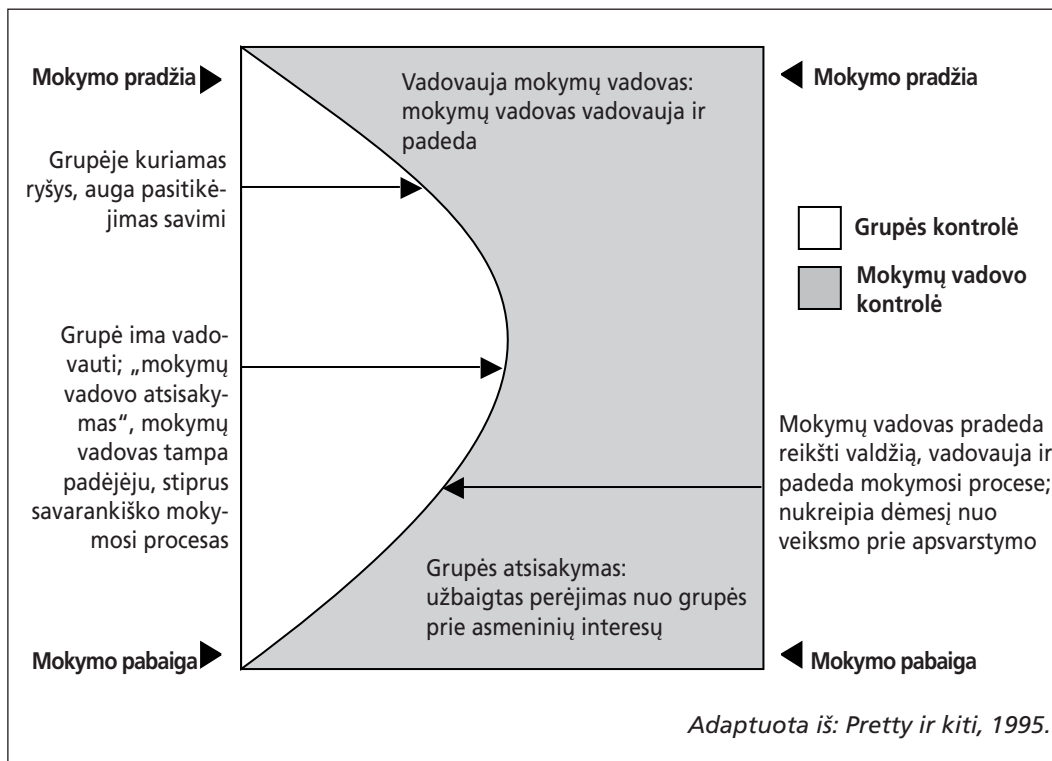 Mokymo pradžia
Vadovauja mokymų vadovas:
mokymų vadovas vadovauja ir
padeda
Mokymo pradžia
Grupėje kuriamas
ryšys, auga pasitikė-
jimas savimi
Grupės kontrolė
Mokymų vadovo
kontrolė
Grupė ima vado-
vauti; „mokymų
vadovo atsisaky-
mas“, mokymų
vadovas tampa
padėjėju, stiprus
savarankiško moky-
mosi procesas
Mokymų vadovas pradeda
reikšti valdžią, vadovauja ir
padeda mokymosi procese;
nukreipia dėmesį nuo
veiksmo prie apsvarstymo
Grupės atsisakymas:
užbaigtas perėjimas nuo grupės
prie asmeninių interesų
Mokymo pabaiga
Mokymo pabaiga
Adaptuota iš: Pretty ir kiti, 1995.